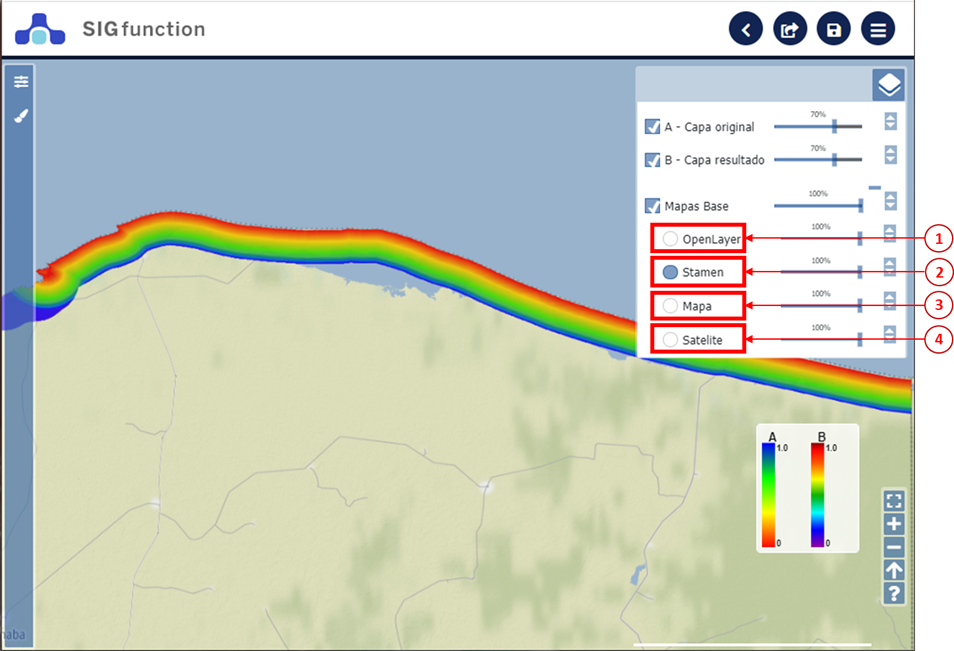 SIGfunction
70%
A - Capa original
70%
B - Capa resultado
100%
Mapas Base
100%
OpenLayer
1
100%
Stamen
2
100%
Mapa
3
100%
Satelite
4
A B
1.0 1.0
0 0
+
-
?
naba